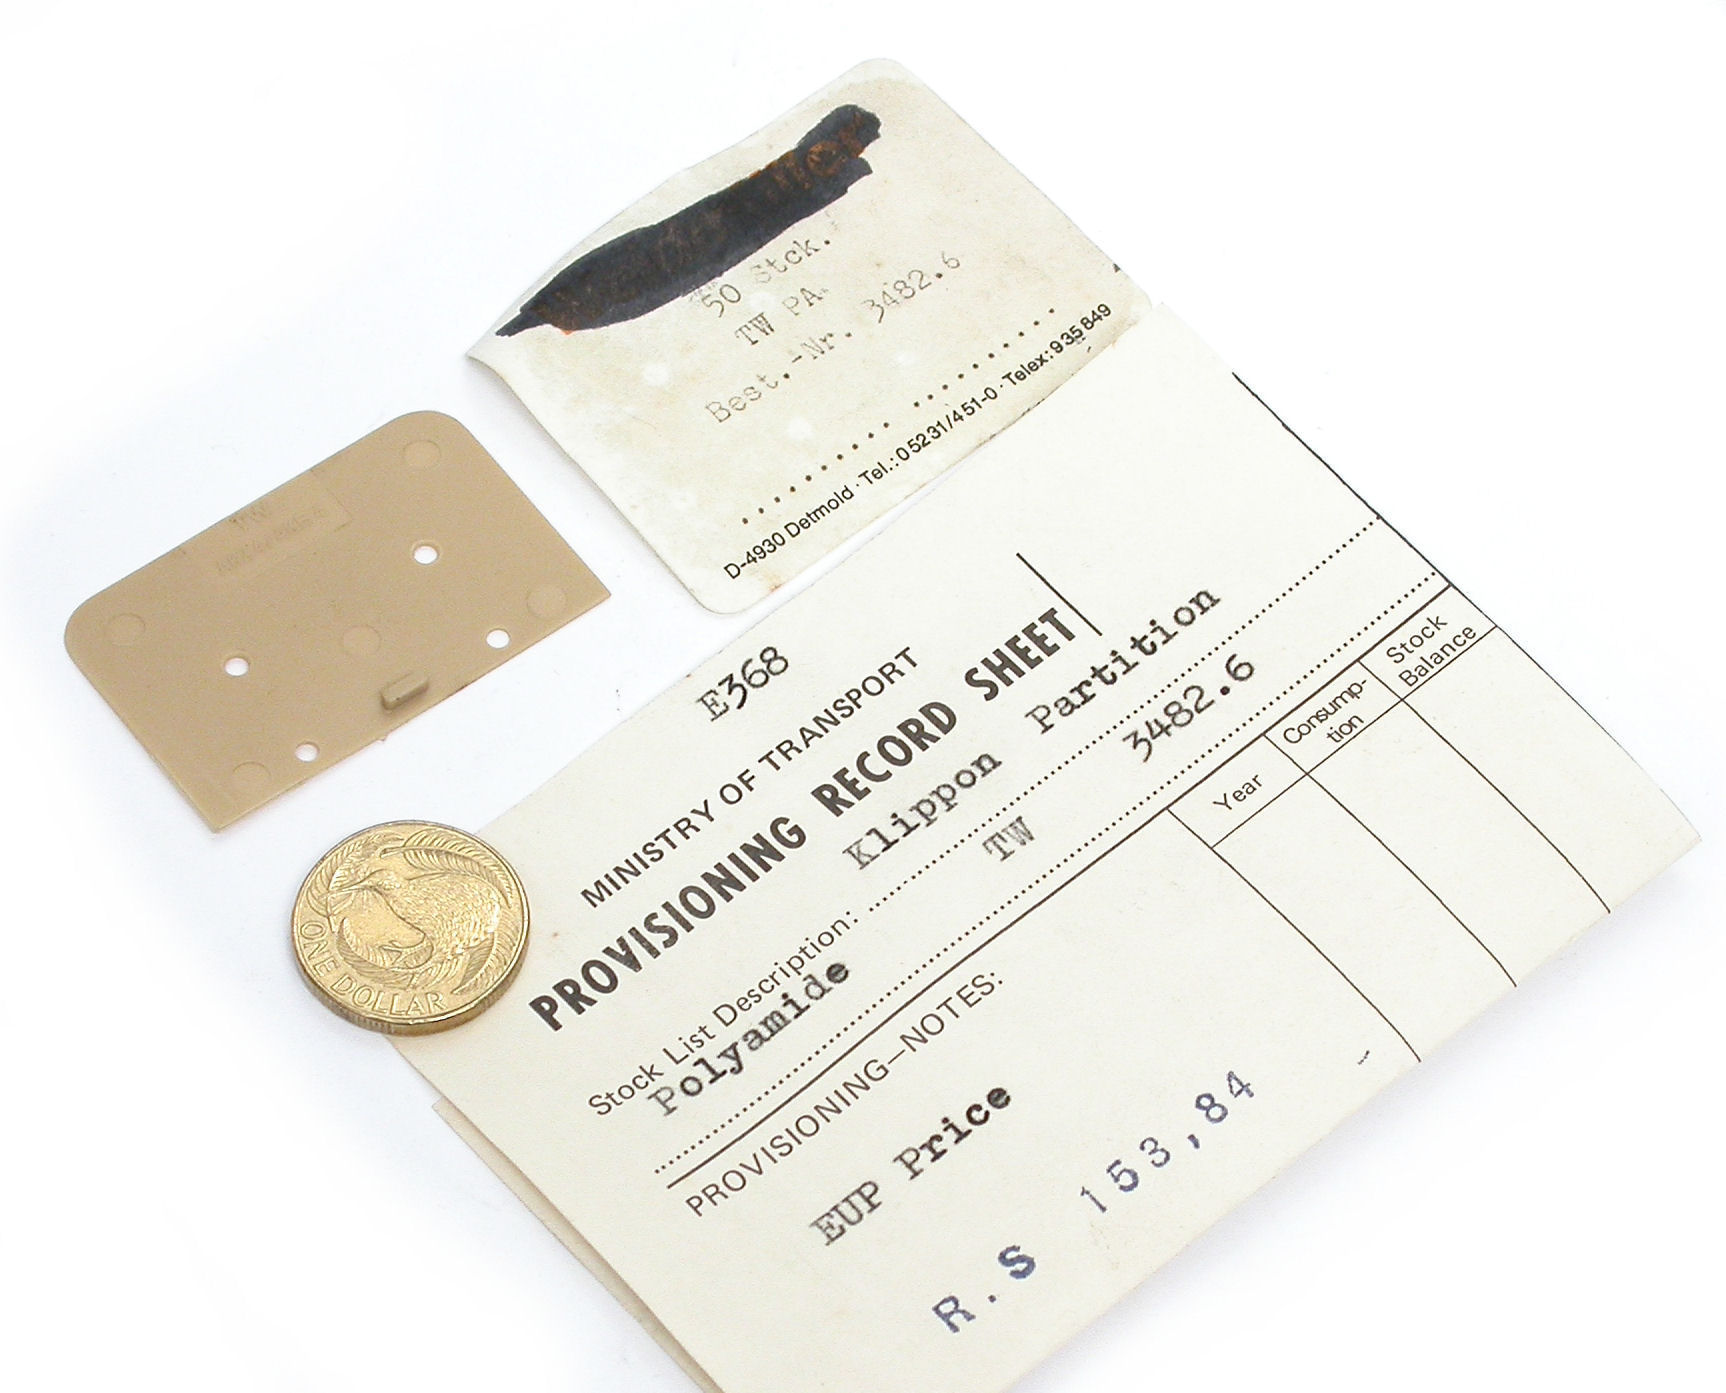 50 Stck.
TW PA.
Best.-Nr. 3482.6
D-4930 Detmold · Tel.: 05231/451-0 · Telex: 935849
E368
MINISTRY OF TRANSPORT
PROVISIONING RECORD SHEET
Stock List Description: Klippon Partition
Polyamide TW 3482.6
PROVISIONING—NOTES:
Year
Consump-
tion
Stock
Balance
EUP Price
R.S 153,84
ONE DOLLAR
TW